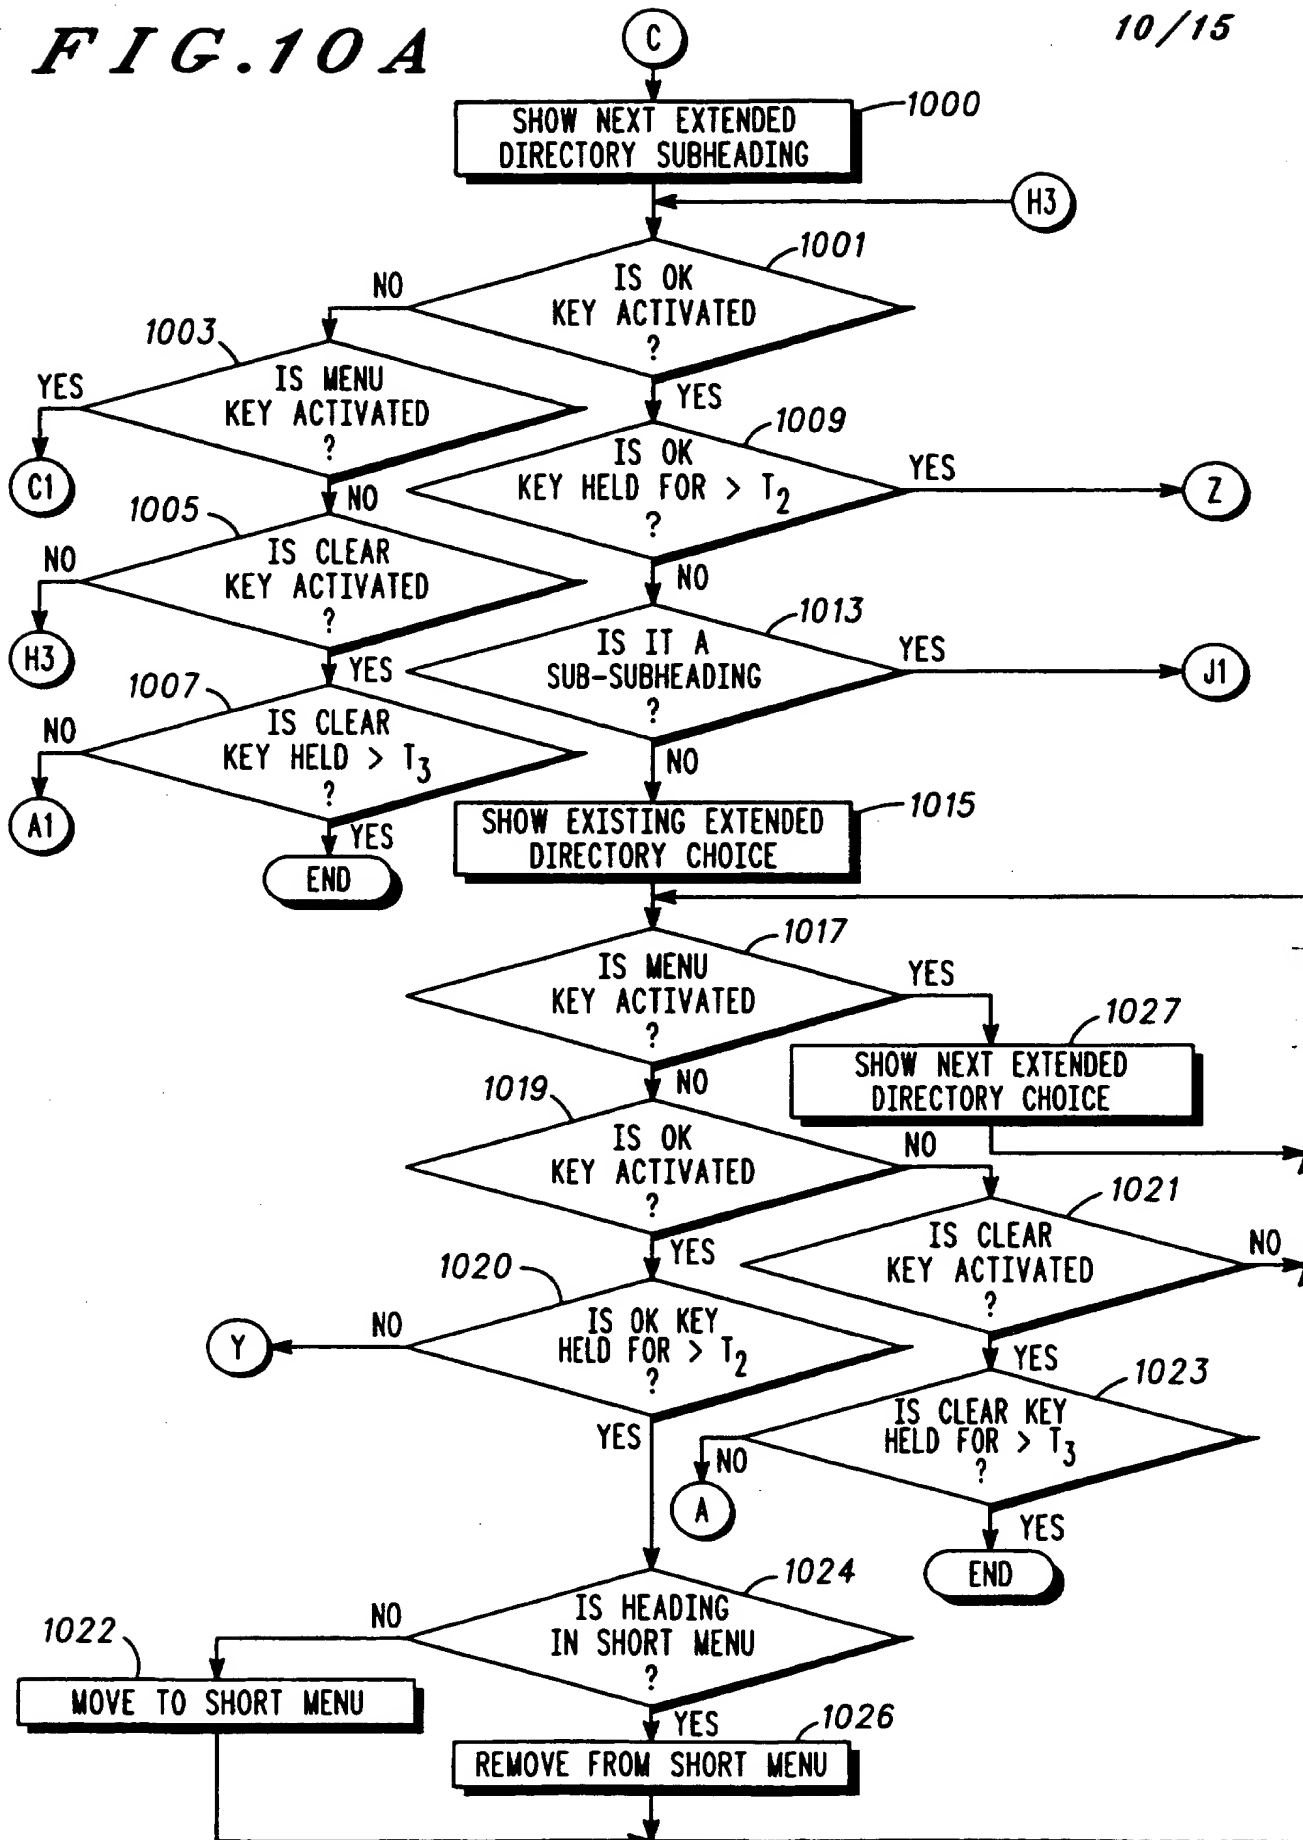 FIG.10A
10/15
C
1000
SHOW NEXT EXTENDED
DIRECTORY SUBHEADING
H3
1001
IS OK
KEY ACTIVATED
?
NO
YES
1003
IS MENU
KEY ACTIVATED
?
YES
C1
NO
1009
IS OK
KEY HELD FOR > T2
?
YES
Z
NO
1005
IS CLEAR
KEY ACTIVATED
?
NO
H3
YES
1013
IS IT A
SUB-SUBHEADING
?
YES
J1
NO
1007
IS CLEAR
KEY HELD > T3
?
NO
A1
YES
END
1015
SHOW EXISTING EXTENDED
DIRECTORY CHOICE
1017
IS MENU
KEY ACTIVATED
?
YES
NO
1027
SHOW NEXT EXTENDED
DIRECTORY CHOICE
1019
IS OK
KEY ACTIVATED
?
NO
YES
1021
IS CLEAR
KEY ACTIVATED
?
NO
YES
1020
IS OK KEY
HELD FOR > T2
?
NO
Y
YES
1023
IS CLEAR KEY
HELD FOR > T3
?
NO
A
YES
END
1024
IS HEADING
IN SHORT MENU
?
NO
YES
1022
MOVE TO SHORT MENU
1026
REMOVE FROM SHORT MENU